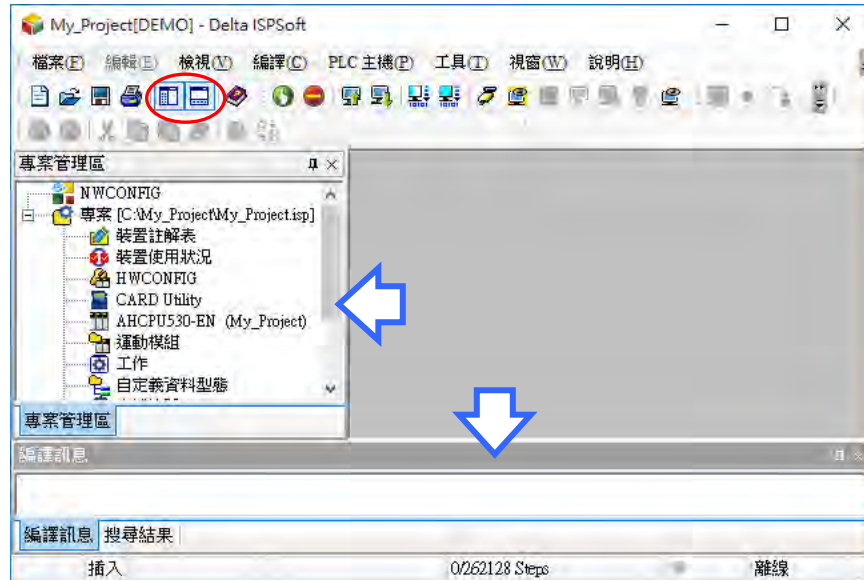 My_Project[DEMO] - Delta ISPSoft
檔案(F) 編輯(E) 檢視(V) 編譯(C) PLC 主機(P) 工具(T) 視窗(W) 說明(H)
專案管理區
NWCONFIG
專案 [C:\My_Project\My_Project.isp]
裝置註解表
裝置使用狀況
HWCONFIG
CARD Utility
AHCPU530-EN (My_Project)
運動模組
工作
自定義資料型態
專案管理區
編譯訊息
編譯訊息 搜尋結果
插入 0/262128 Steps 離線